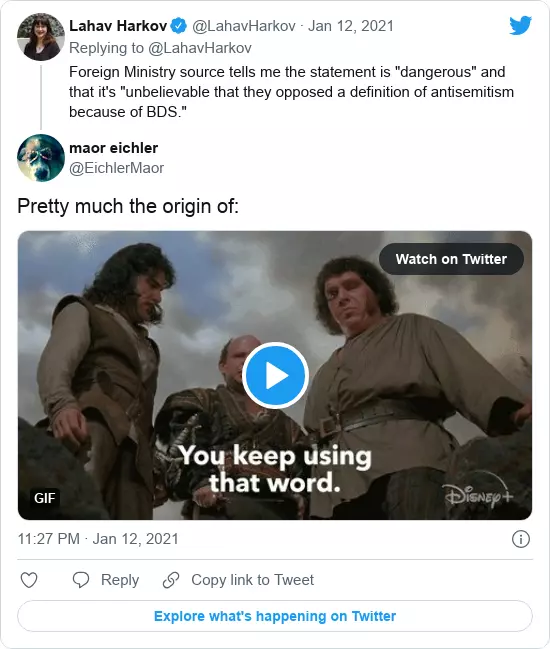 Lahav Harkov @LahavHarkov · Jan 12, 2021
Replying to @LahavHarkov
Foreign Ministry source tells me the statement is "dangerous" and
that it's "unbelievable that they opposed a definition of antisemitism
because of BDS."
maor eichler
@EichlerMaor
Pretty much the origin of:
Watch on Twitter
You keep using
that word.
GIF
Disney+
11:27 PM · Jan 12, 2021
Reply
Copy link to Tweet
Explore what's happening on Twitter